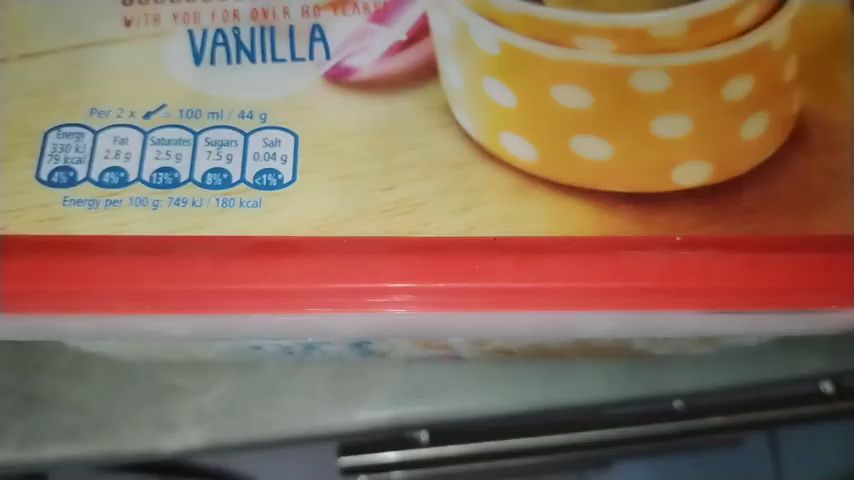 WITH YOU FOR OVER 80 YEARS!
VANILLA
Per 2 x = 100 ml / 44 g
Energy 330 kJ 79 kcal 4%*
Fat 2.8 g 4%*
Saturates 2.5 g 13%*
Sugars 7.5 g 8%*
Salt 0.04 g <1%*
Energy per 100 g: 749 kJ / 180 kcal